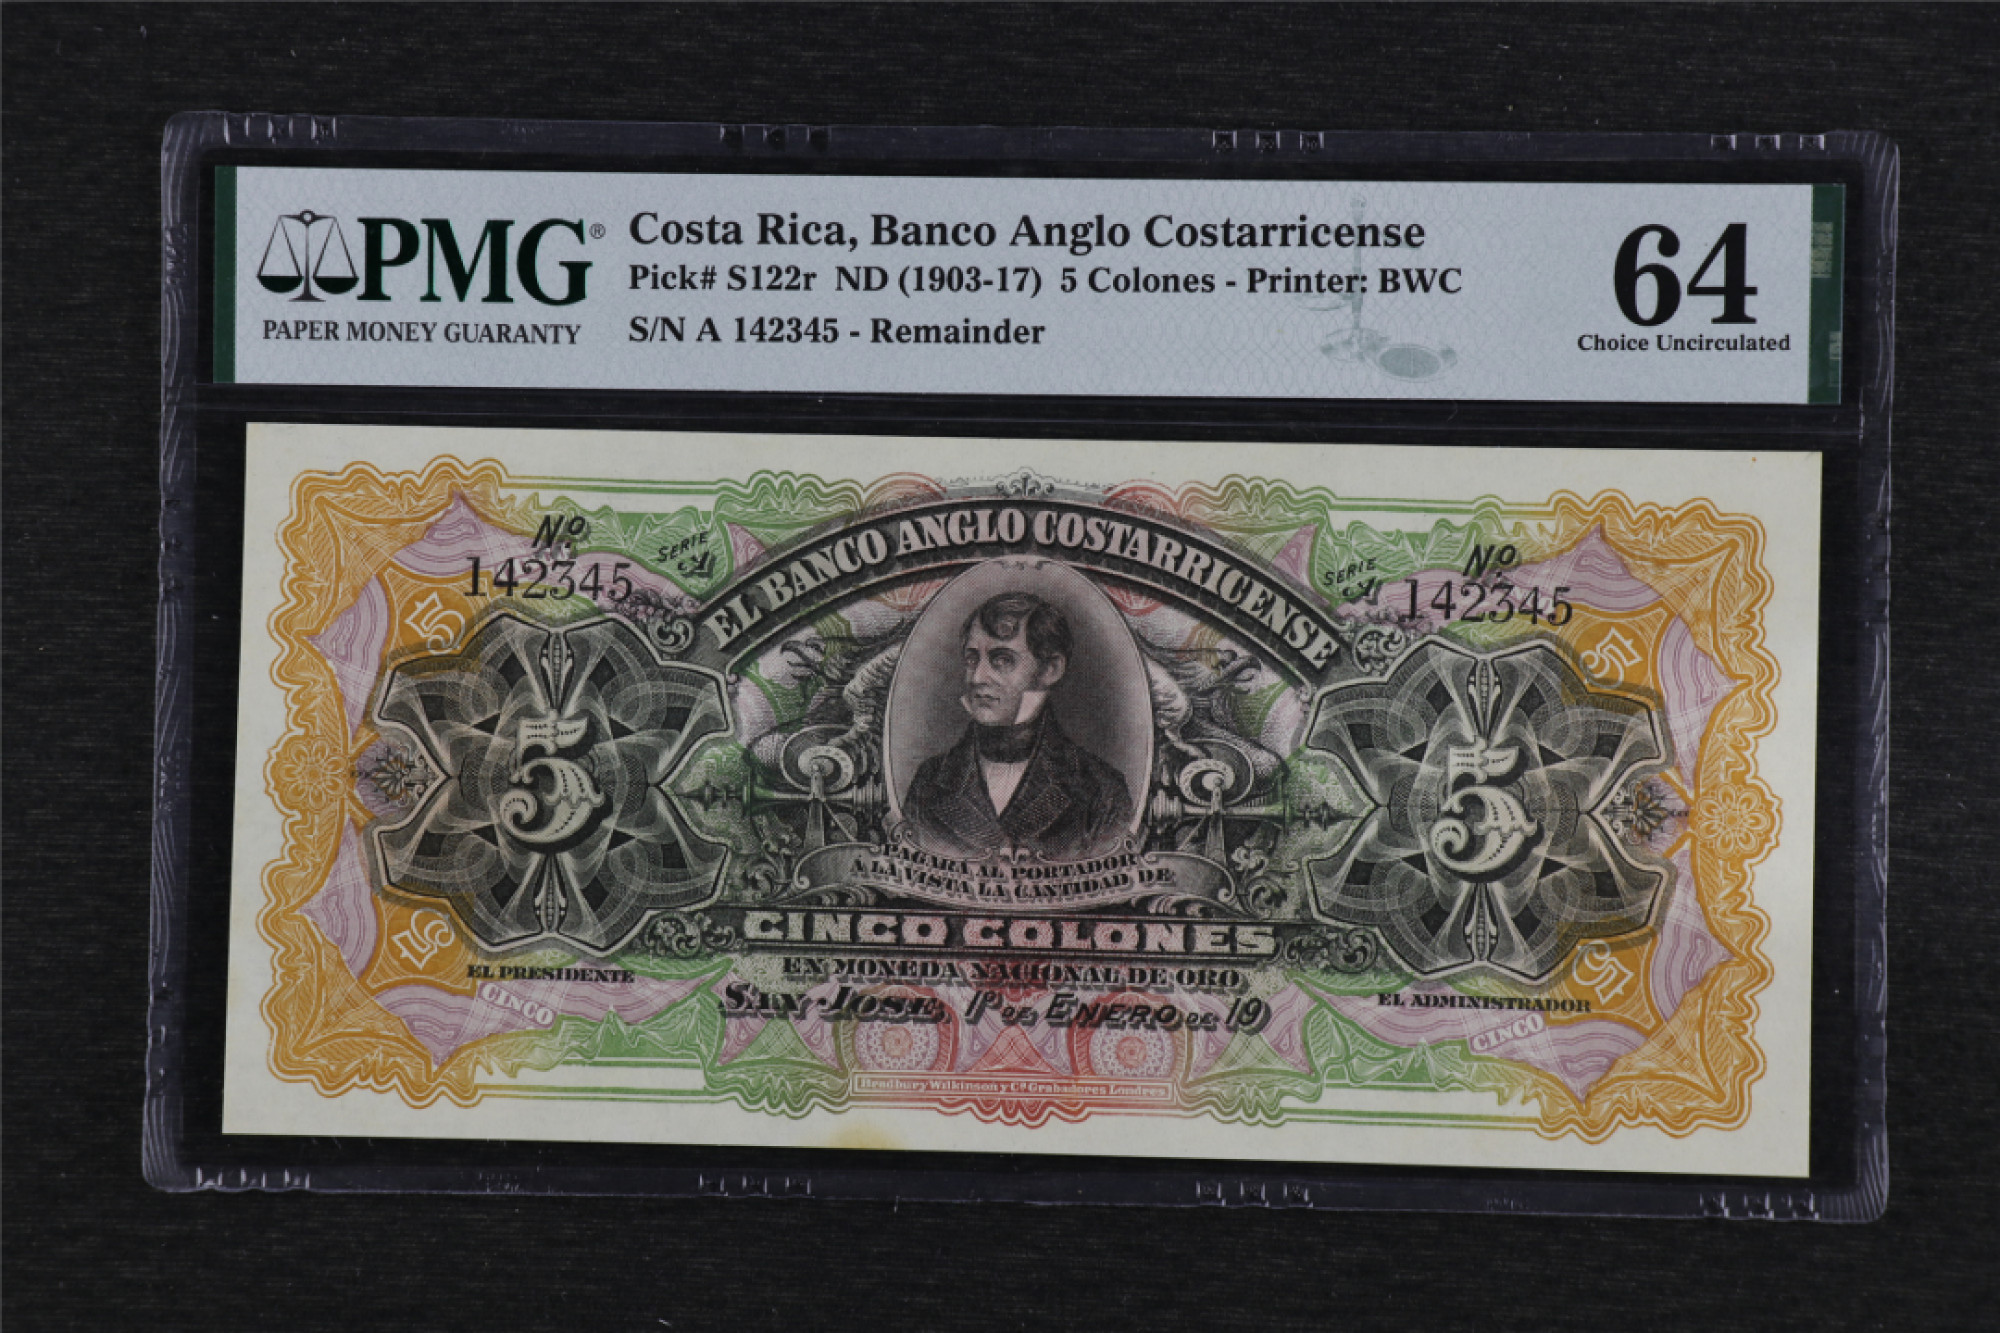 PMG®
PAPER MONEY GUARANTY
Costa Rica, Banco Anglo Costarricense
Pick# S122r ND (1903-17) 5 Colones - Printer: BWC
S/N A 142345 - Remainder
64
Choice Uncirculated
Nº
142345
SERIE A
EL BANCO ANGLO COSTARRICENSE
SERIE A
Nº
142345
5
5
5
5
PAGARÁ AL PORTADOR
A LA VISTA LA CANTIDAD DE
CINCO COLONES
EN MONEDA NACIONAL DE ORO
SAN JOSE, 1º DE ENERO DE 19
5
5
EL PRESIDENTE
EL ADMINISTRADOR
CINCO
CINCO
Bradbury Wilkinson y Cª Grabadores Londres